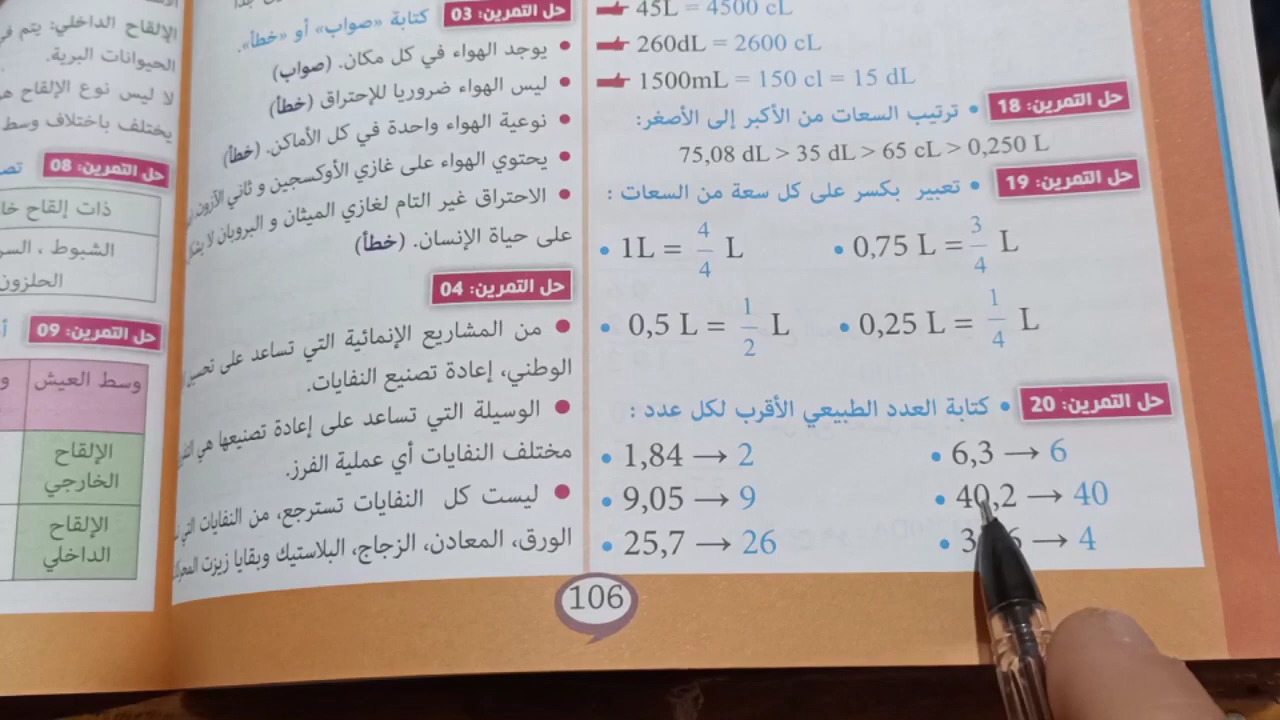 45L = 4500 cL
260dL = 2600 cL
1500mL = 150 cl = 15 dL
حل التمرين: 18 • ترتيب السعات من الأكبر إلى الأصغر:
75,08 dL > 35 dL > 65 cL > 0,250 L
حل التمرين: 19 • تعبير بكسر على كل سعة من السعات :
• 1L = 4/4 L • 0,75 L = 3/4 L
• 0,5 L = 1/2 L • 0,25 L = 1/4 L
حل التمرين: 20 • كتابة العدد الطبيعي الأقرب لكل عدد :
• 1,84 → 2 • 6,3 → 6
• 9,05 → 9 • 40,2 → 40
• 25,7 → 26 • → 4
حل التمرين: 03 كتابة «صواب» أو «خطأ».
• يوجد الهواء في كل مكان. (صواب)
• ليس الهواء ضروريا للإحتراق (خطأ)
• نوعية الهواء واحدة في كل الأماكن. (خطأ)
• يحتوي الهواء على غازي الأوكسجين و ثاني الآزون
• الاحتراق غير التام لغازي الميثان و البروبان لا
على حياة الإنسان. (خطأ)
حل التمرين: 04
• من المشاريع الإنمائية التي تساعد على
الوطني، إعادة تصنيع النفايات.
• الوسيلة التي تساعد على إعادة تصنيعها هي
مختلف النفايات أي عملية الفرز.
• ليست كل النفايات تسترجع، من النفايات التي
الورق، المعادن، الزجاج، البلاستيك وبقايا زيزت
106
الإلقاح الداخلي: يتم
الحيوانات البرية.
لا ليس نوع الإلقاح
يختلف باختلاف وسط
حل التمرين: 08
ذات إلقاح
الشبوط ،
الحلزون
حل التمرين: 09
وسط العيش
الإلقاح
الخارجي
الإلقاح
الداخلي